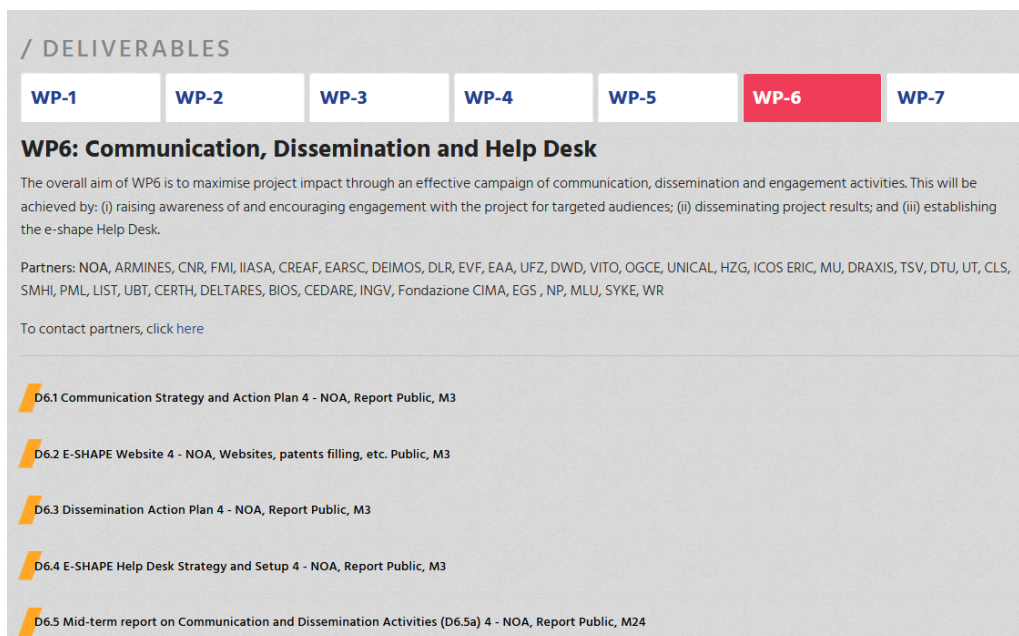 / DELIVERABLES
WP-1 WP-2 WP-3 WP-4 WP-5 WP-6 WP-7
WP6: Communication, Dissemination and Help Desk
The overall aim of WP6 is to maximise project impact through an effective campaign of communication, dissemination and engagement activities. This will be
achieved by: (i) raising awareness of and encouraging engagement with the project for targeted audiences; (ii) disseminating project results; and (iii) establishing
the e-shape Help Desk.
Partners: NOA, ARMINES, CNR, FMI, IIASA, CREAF, EARSC, DEIMOS, DLR, EVF, EAA, UFZ, DWD, VITO, OGCE, UNICAL, HZG, ICOS ERIC, MU, DRAXIS, TSV, DTU, UT, CLS,
SMHI, PML, LIST, UBT, CERTH, DELTARES, BIOS, CEDARE, INGV, Fondazione CIMA, EGS , NP, MLU, SYKE, WR
To contact partners, click here
D6.1 Communication Strategy and Action Plan 4 - NOA, Report Public, M3
D6.2 E-SHAPE Website 4 - NOA, Websites, patents filling, etc. Public, M3
D6.3 Dissemination Action Plan 4 - NOA, Report Public, M3
D6.4 E-SHAPE Help Desk Strategy and Setup 4 - NOA, Report Public, M3
D6.5 Mid-term report on Communication and Dissemination Activities (D6.5a) 4 - NOA, Report Public, M24